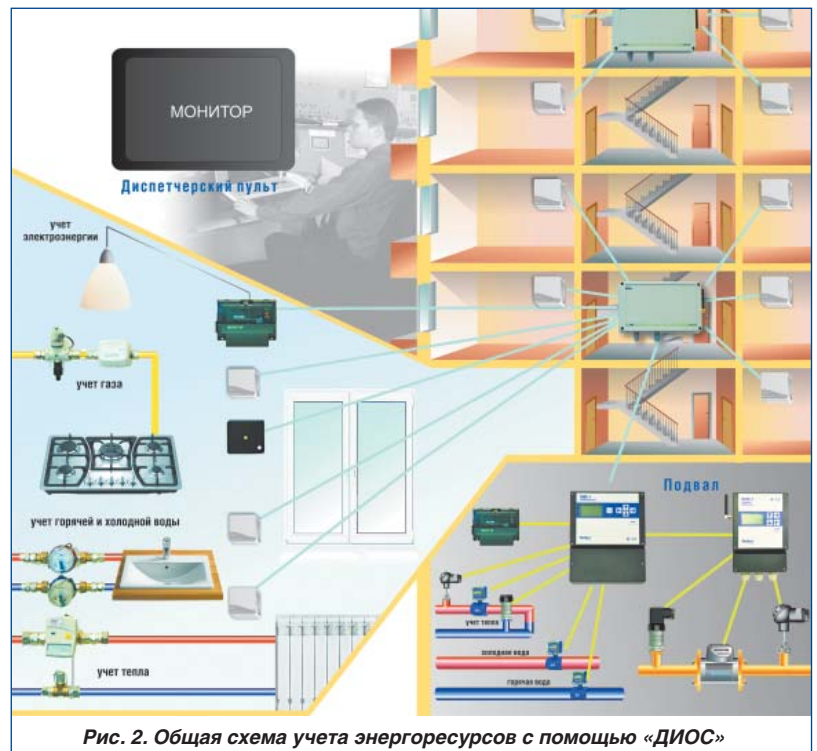 МОНИТОР
Диспетчерский пульт
учет
электроэнергии
учет газа
учет горячей и холодной воды
учет тепла
Подвал
учет тепла
холодная вода
горячая вода
Рис. 2. Общая схема учета энергоресурсов с помощью «ДИОС»